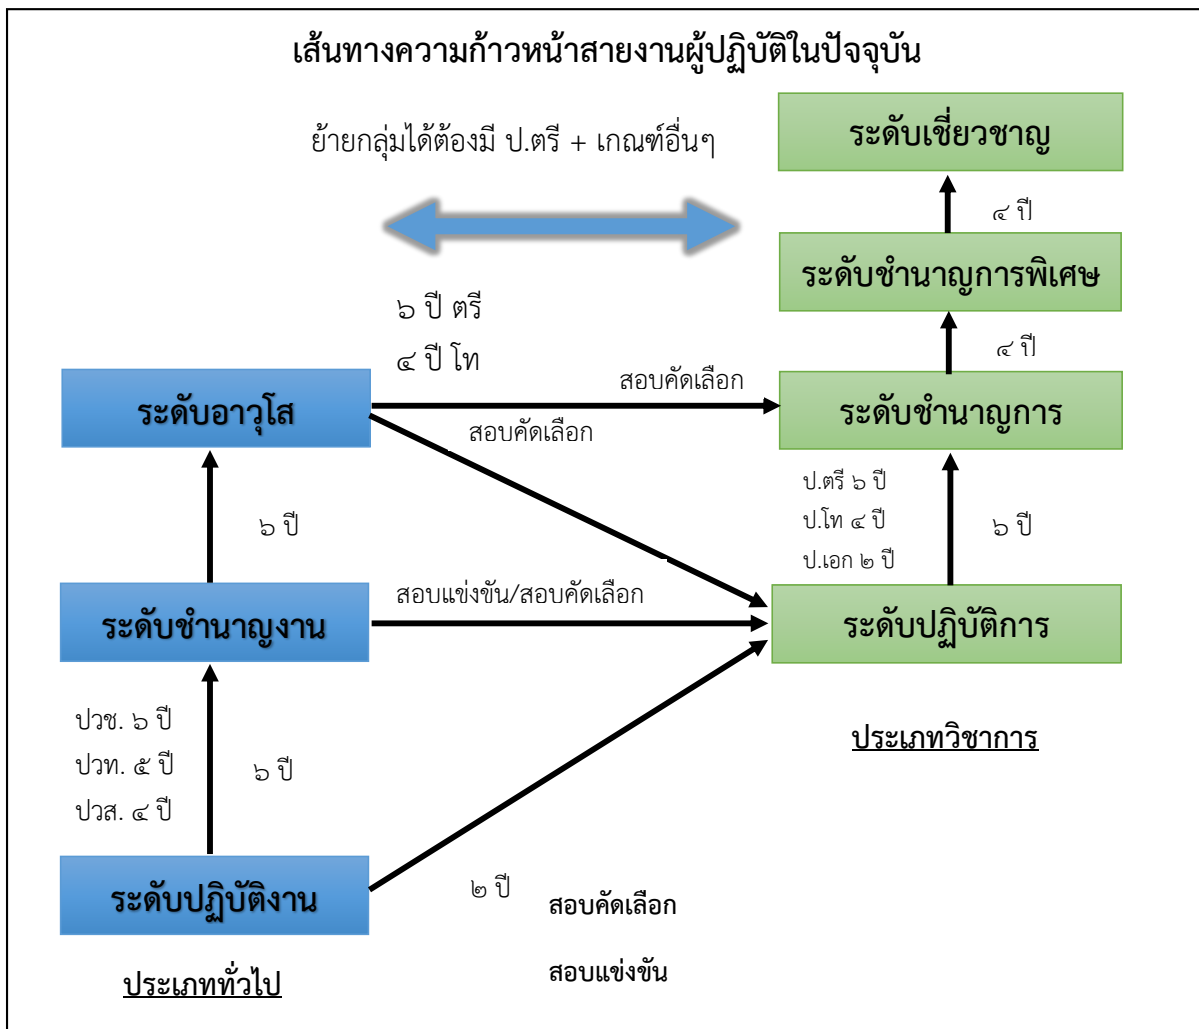 เส้นทางความก้าวหน้าสายงานผู้ปฏิบัติในปัจจุบัน
ย้ายกลุ่มได้ต้องมี ป.ตรี + เกณฑ์อื่นๆ
ระดับเชี่ยวชาญ
๔ ปี
ระดับชำนาญการพิเศษ
๖ ปี ตรี
๔ ปี โท
๔ ปี
ระดับอาวุโส
สอบคัดเลือก
ระดับชำนาญการ
สอบคัดเลือก
ป.ตรี ๖ ปี
ป.โท ๔ ปี
ป.เอก ๒ ปี
๖ ปี
๖ ปี
ระดับชำนาญงาน
สอบแข่งขัน/สอบคัดเลือก
ระดับปฏิบัติการ
ปวช. ๖ ปี
ปวท. ๕ ปี
ปวส. ๔ ปี
๖ ปี
ประเภทวิชาการ
ระดับปฏิบัติงาน
๒ ปี
สอบคัดเลือก
สอบแข่งขัน
ประเภททั่วไป